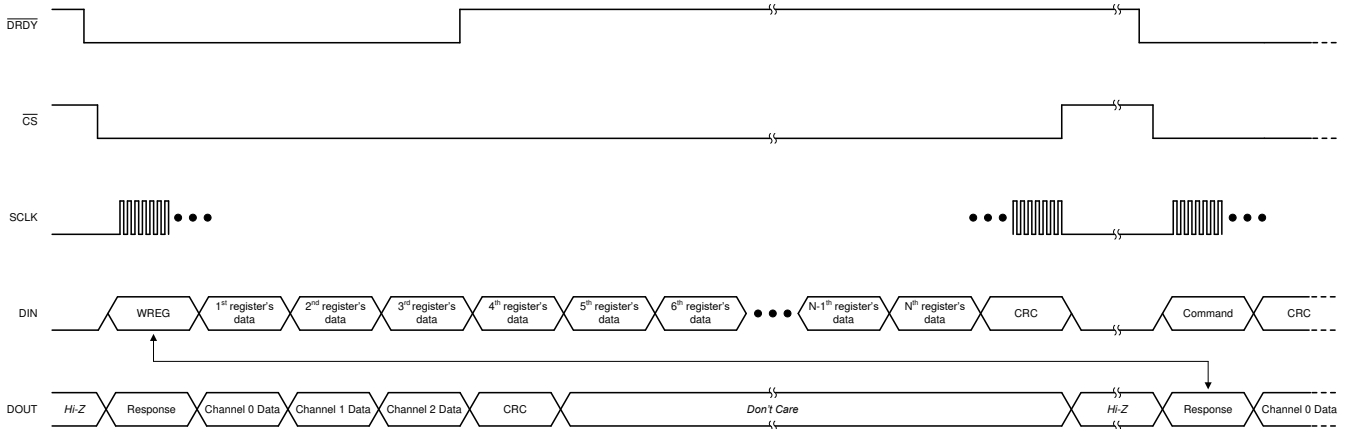 DRDY
CS
SCLK
DIN
WREG
1st register's
data
2nd register's
data
3rd register's
data
4th register's
data
5th register's
data
6th register's
data
N-1th register's
data
Nth register's
data
CRC
Command
CRC
DOUT
Hi-Z
Response
Channel 0 Data
Channel 1 Data
Channel 2 Data
CRC
Don't Care
Hi-Z
Response
Channel 0 Data